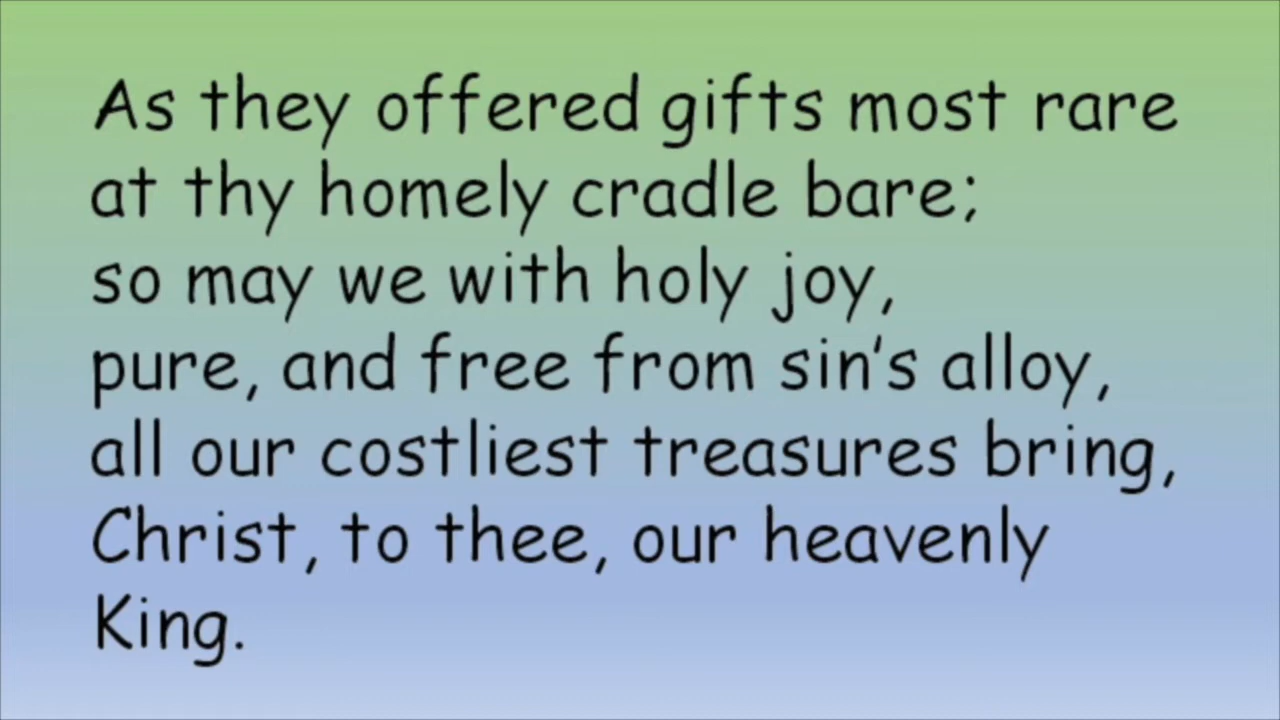 As they offered gifts most rare
at thy homely cradle bare;
so may we with holy joy,
pure, and free from sin's alloy,
all our costliest treasures bring,
Christ, to thee, our heavenly
King.